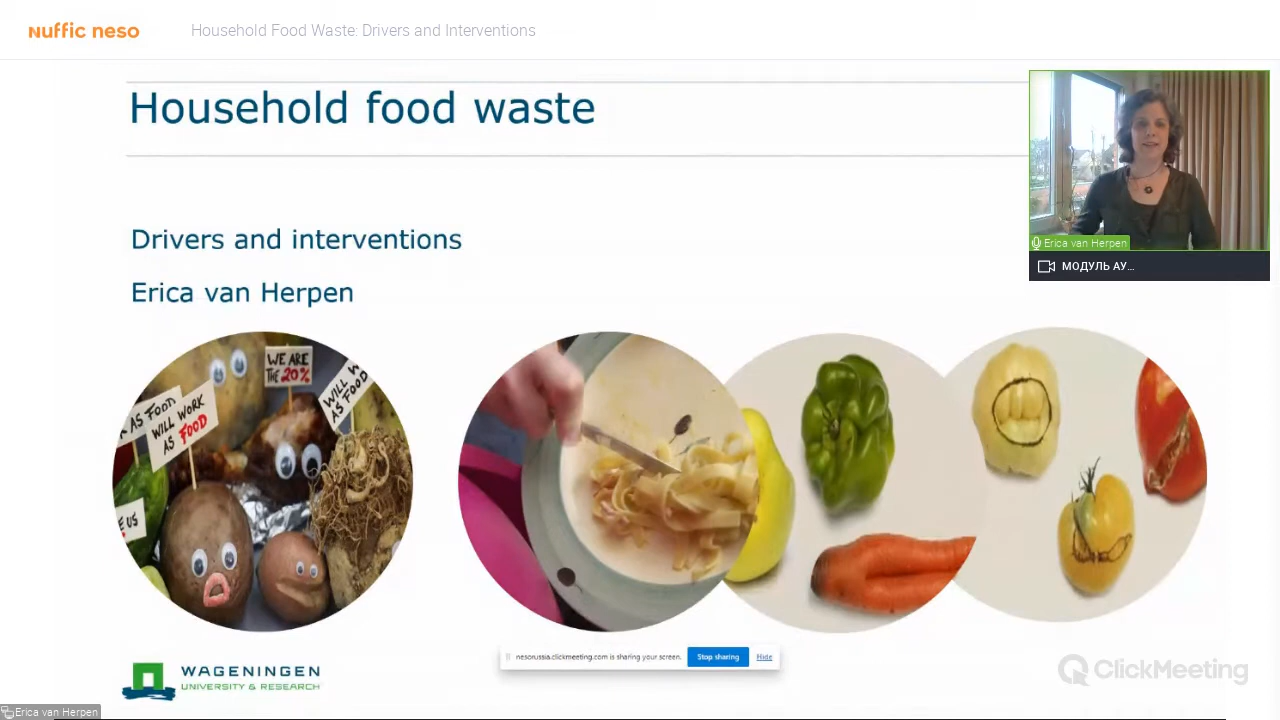 Nuffic neso
Household Food Waste: Drivers and Interventions
Household food waste
Erica van Herpen
МОДУЛЬ АУ...
Drivers and interventions
Erica van Herpen
WE ARE
THE 20%
AS FOOD
WILL WORK
AS FOOD
WILL W
AS FOOD
E US
nesorussia.clickmeeting.com is sharing your screen.
Stop sharing
Hide
WAGENINGEN
UNIVERSITY & RESEARCH
ClickMeeting
Erica van Herpen